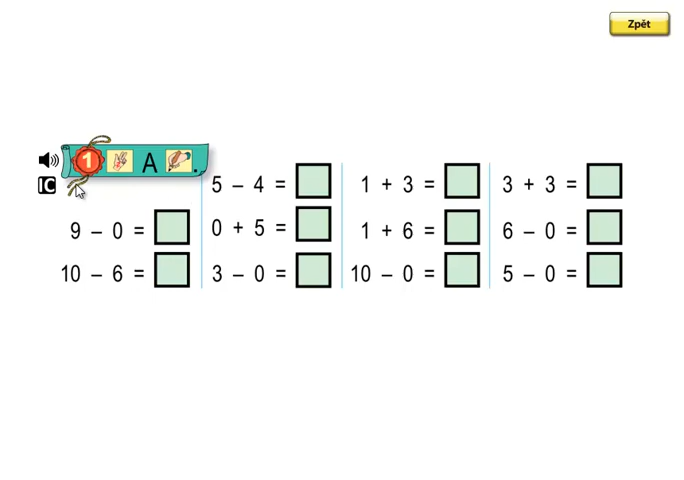 Zpět
1 A .
5 – 4 = 1 + 3 = 3 + 3 =
9 – 0 = 0 + 5 = 1 + 6 = 6 – 0 =
10 – 6 = 3 – 0 = 10 – 0 = 5 – 0 =
IC